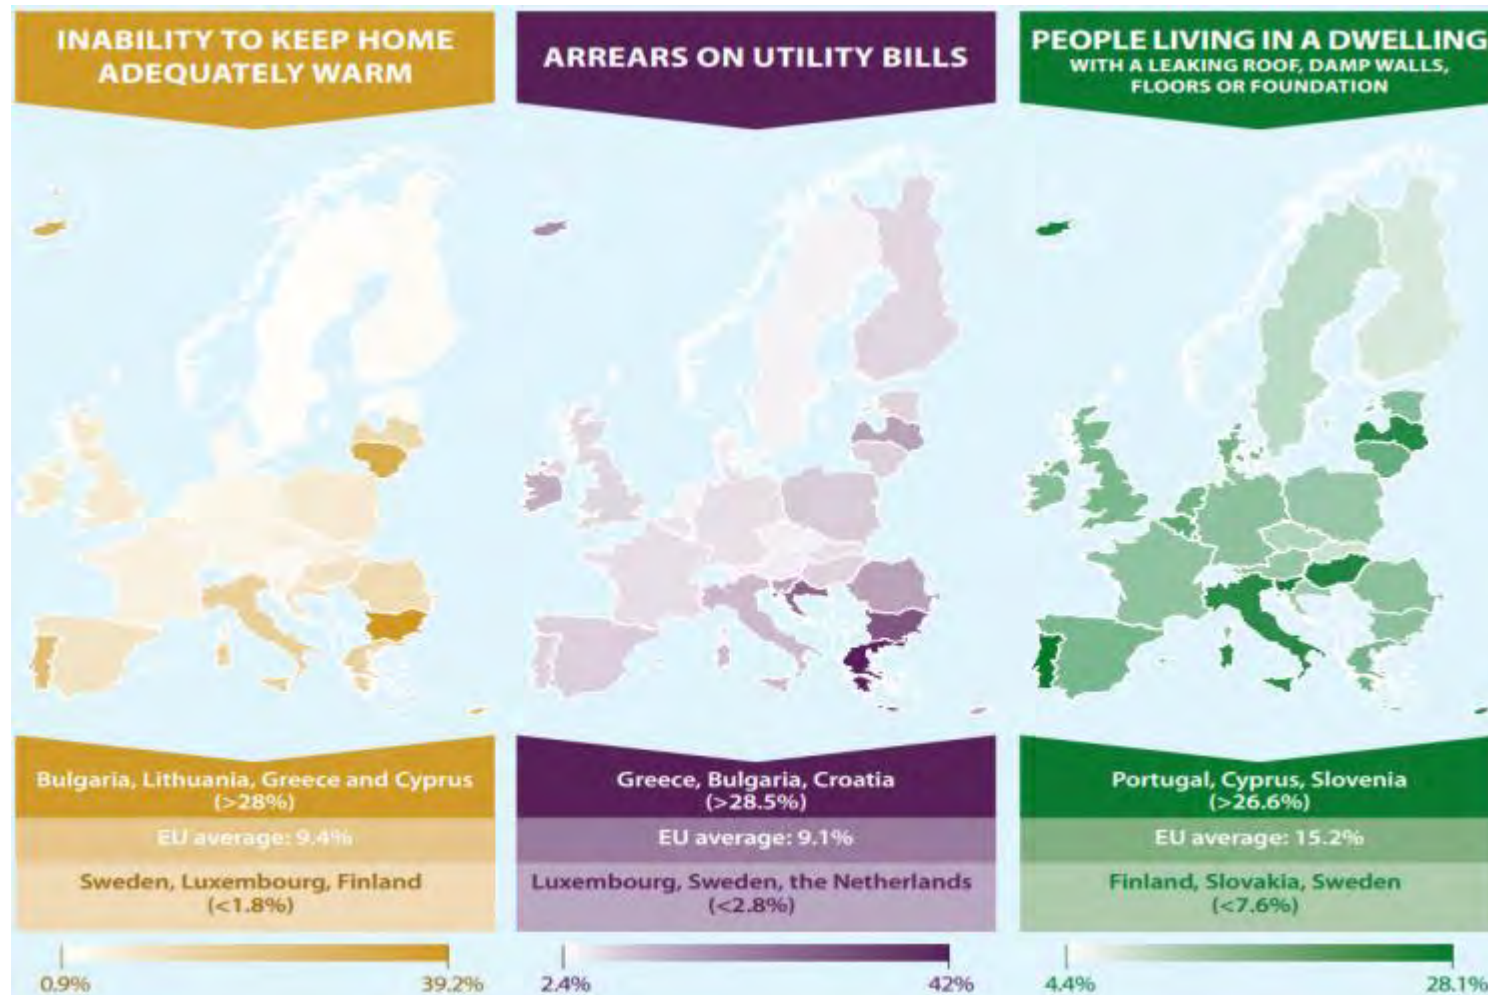 INABILITY TO KEEP HOME
ADEQUATELY WARM
Bulgaria, Lithuania, Greece and Cyprus
(>28%)
EU average: 9.4%
Sweden, Luxembourg, Finland
(<1.8%)
0.9%
39.2%
ARREARS ON UTILITY BILLS
Greece, Bulgaria, Croatia
(>28.5%)
EU average: 9.1%
Luxembourg, Sweden, the Netherlands
(<2.8%)
2.4%
42%
PEOPLE LIVING IN A DWELLING
WITH A LEAKING ROOF, DAMP WALLS,
FLOORS OR FOUNDATION
Portugal, Cyprus, Slovenia
(>26.6%)
EU average: 15.2%
Finland, Slovakia, Sweden
(<7.6%)
4.4%
28.1%